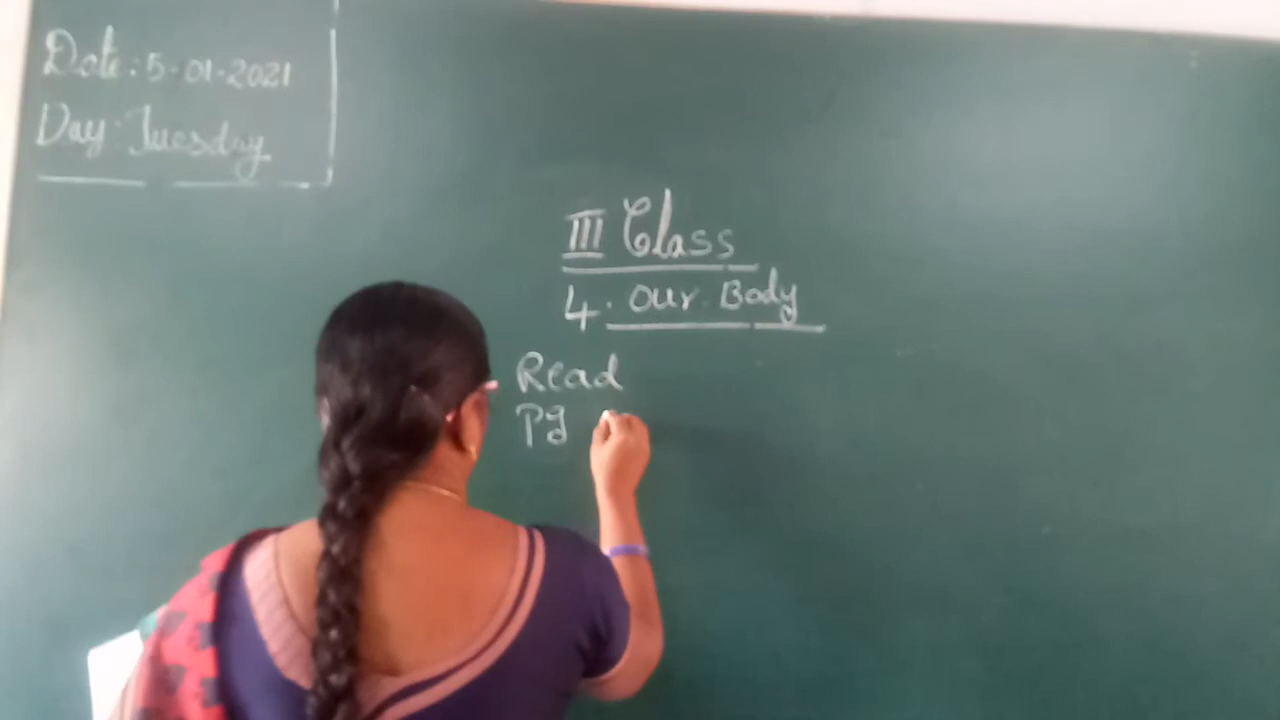 Date: 5-01-2021
Day: Tuesday
III Class
4. Our Body
Read
Pg